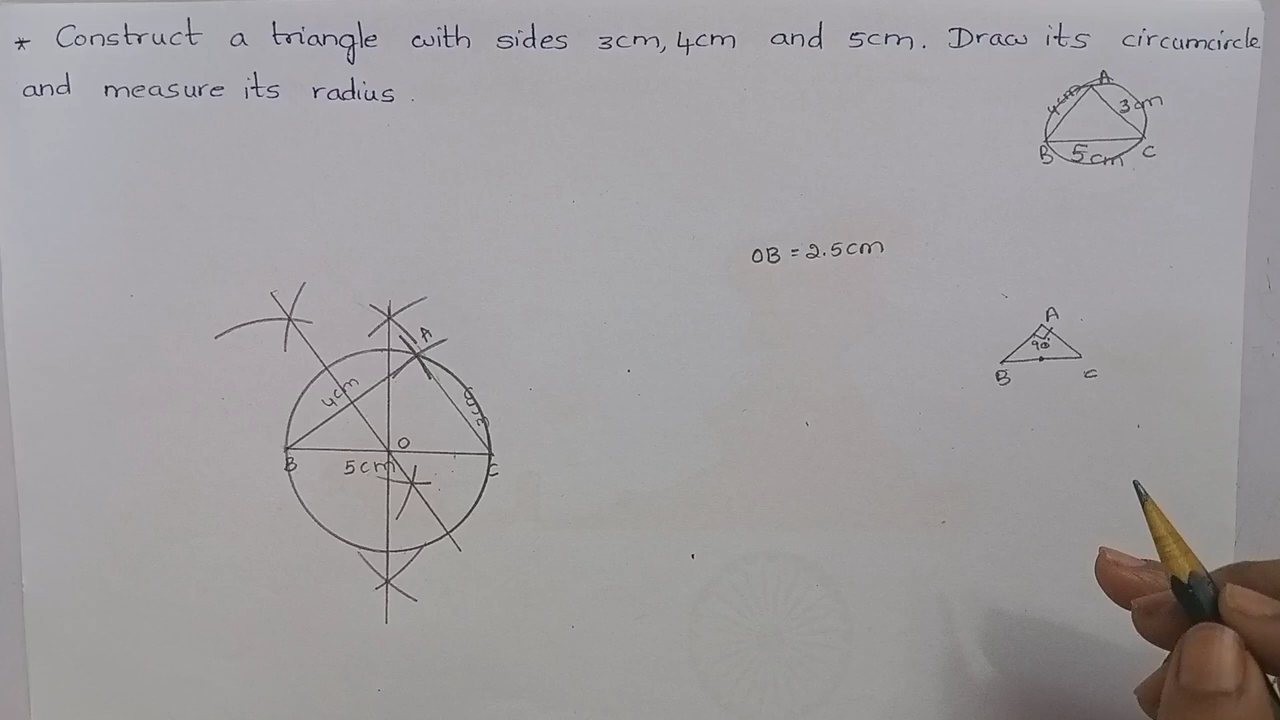 * Construct a triangle with sides 3cm, 4cm and 5cm. Draw its circumcircle
and measure its radius.
A
4cm
3cm
B
5cm
C
OB = 2.5cm
A
90°
B
C
A
4cm
3cm
O
B
5cm
C